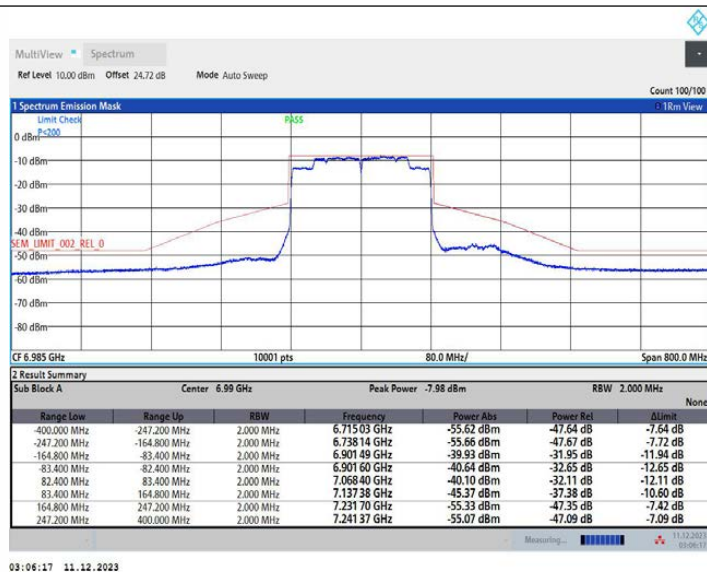 MultiView Spectrum
Ref Level 10.00 dBm Offset 24.72 dB Mode Auto Sweep
Count 100/100
1 Spectrum Emission Mask 1Rm View
Limit Check PASS
P<200
0 dBm
-10 dBm
-20 dBm
-30 dBm
-40 dBm
SEM_LIMIT_002_REL_0
-50 dBm
-60 dBm
-70 dBm
-80 dBm
CF 6.985 GHz 10001 pts 80.0 MHz/ Span 800.0 MHz
2 Result Summary
Sub Block A Center 6.99 GHz Peak Power -7.98 dBm RBW 2.000 MHz
None
Range Low Range Up RBW Frequency Power Abs Power Rel ΔLimit
-400.000 MHz -247.200 MHz 2.000 MHz 6.715 03 GHz -55.62 dBm -47.64 dB -7.64 dB
-247.200 MHz -164.800 MHz 2.000 MHz 6.738 14 GHz -55.66 dBm -47.67 dB -7.72 dB
-164.800 MHz -83.400 MHz 2.000 MHz 6.901 49 GHz -39.93 dBm -31.95 dB -11.94 dB
-83.400 MHz -82.400 MHz 2.000 MHz 6.901 60 GHz -40.64 dBm -32.65 dB -12.65 dB
82.400 MHz 83.400 MHz 2.000 MHz 7.068 40 GHz -40.10 dBm -32.11 dB -12.11 dB
83.400 MHz 164.800 MHz 2.000 MHz 7.137 38 GHz -45.37 dBm -37.38 dB -10.60 dB
164.800 MHz 247.200 MHz 2.000 MHz 7.231 70 GHz -55.33 dBm -47.35 dB -7.42 dB
247.200 MHz 400.000 MHz 2.000 MHz 7.241 37 GHz -55.07 dBm -47.09 dB -7.09 dB
Measuring... 11.12.2023
03:06:17
03:06:17 11.12.2023